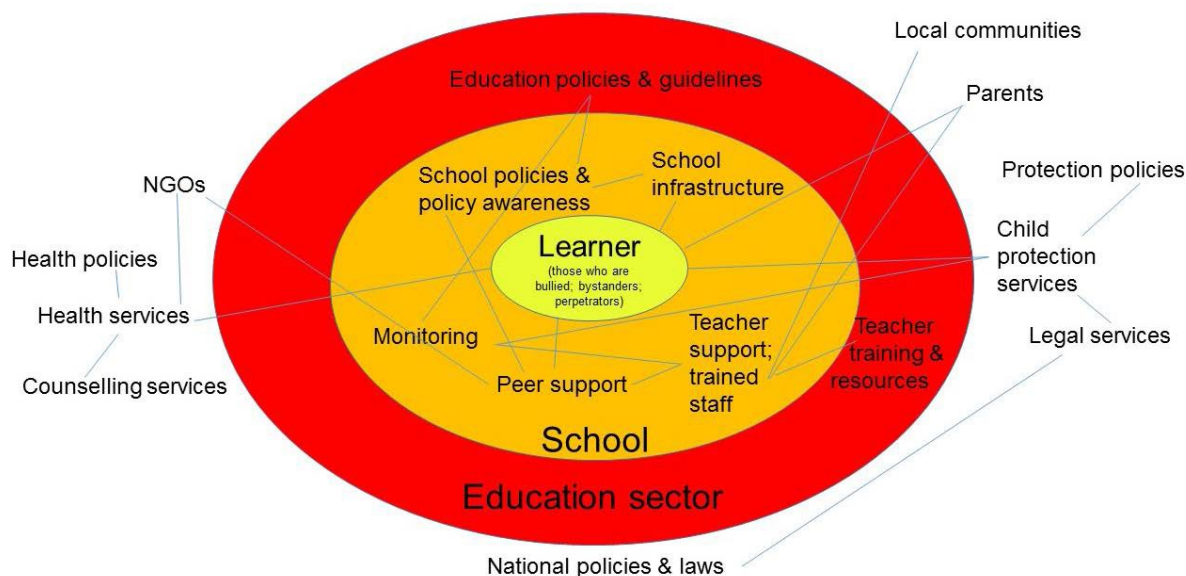 Local communities
Education policies & guidelines
Parents
School policies &
policy awareness
School
infrastructure
Protection policies
NGOs
Learner
(those who are
bullied; bystanders;
perpetrators)
Child
protection
services
Health policies
Health services
Monitoring
Teacher
support;
trained
staff
Teacher
training &
resources
Legal services
Counselling services
Peer support
School
Education sector
National policies & laws